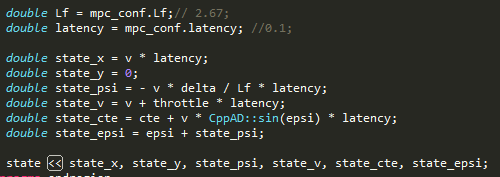 double Lf = mpc_conf.Lf;// 2.67;
double latency = mpc_conf.latency; //0.1;
double state_x = v * latency;
double state_y = 0;
double state_psi = - v * delta / Lf * latency;
double state_v = v + throttle * latency;
double state_cte = cte + v * CppAD::sin(epsi) * latency;
double state_epsi = epsi + state_psi;
state << state_x, state_y, state_psi, state_v, state_cte, state_epsi;